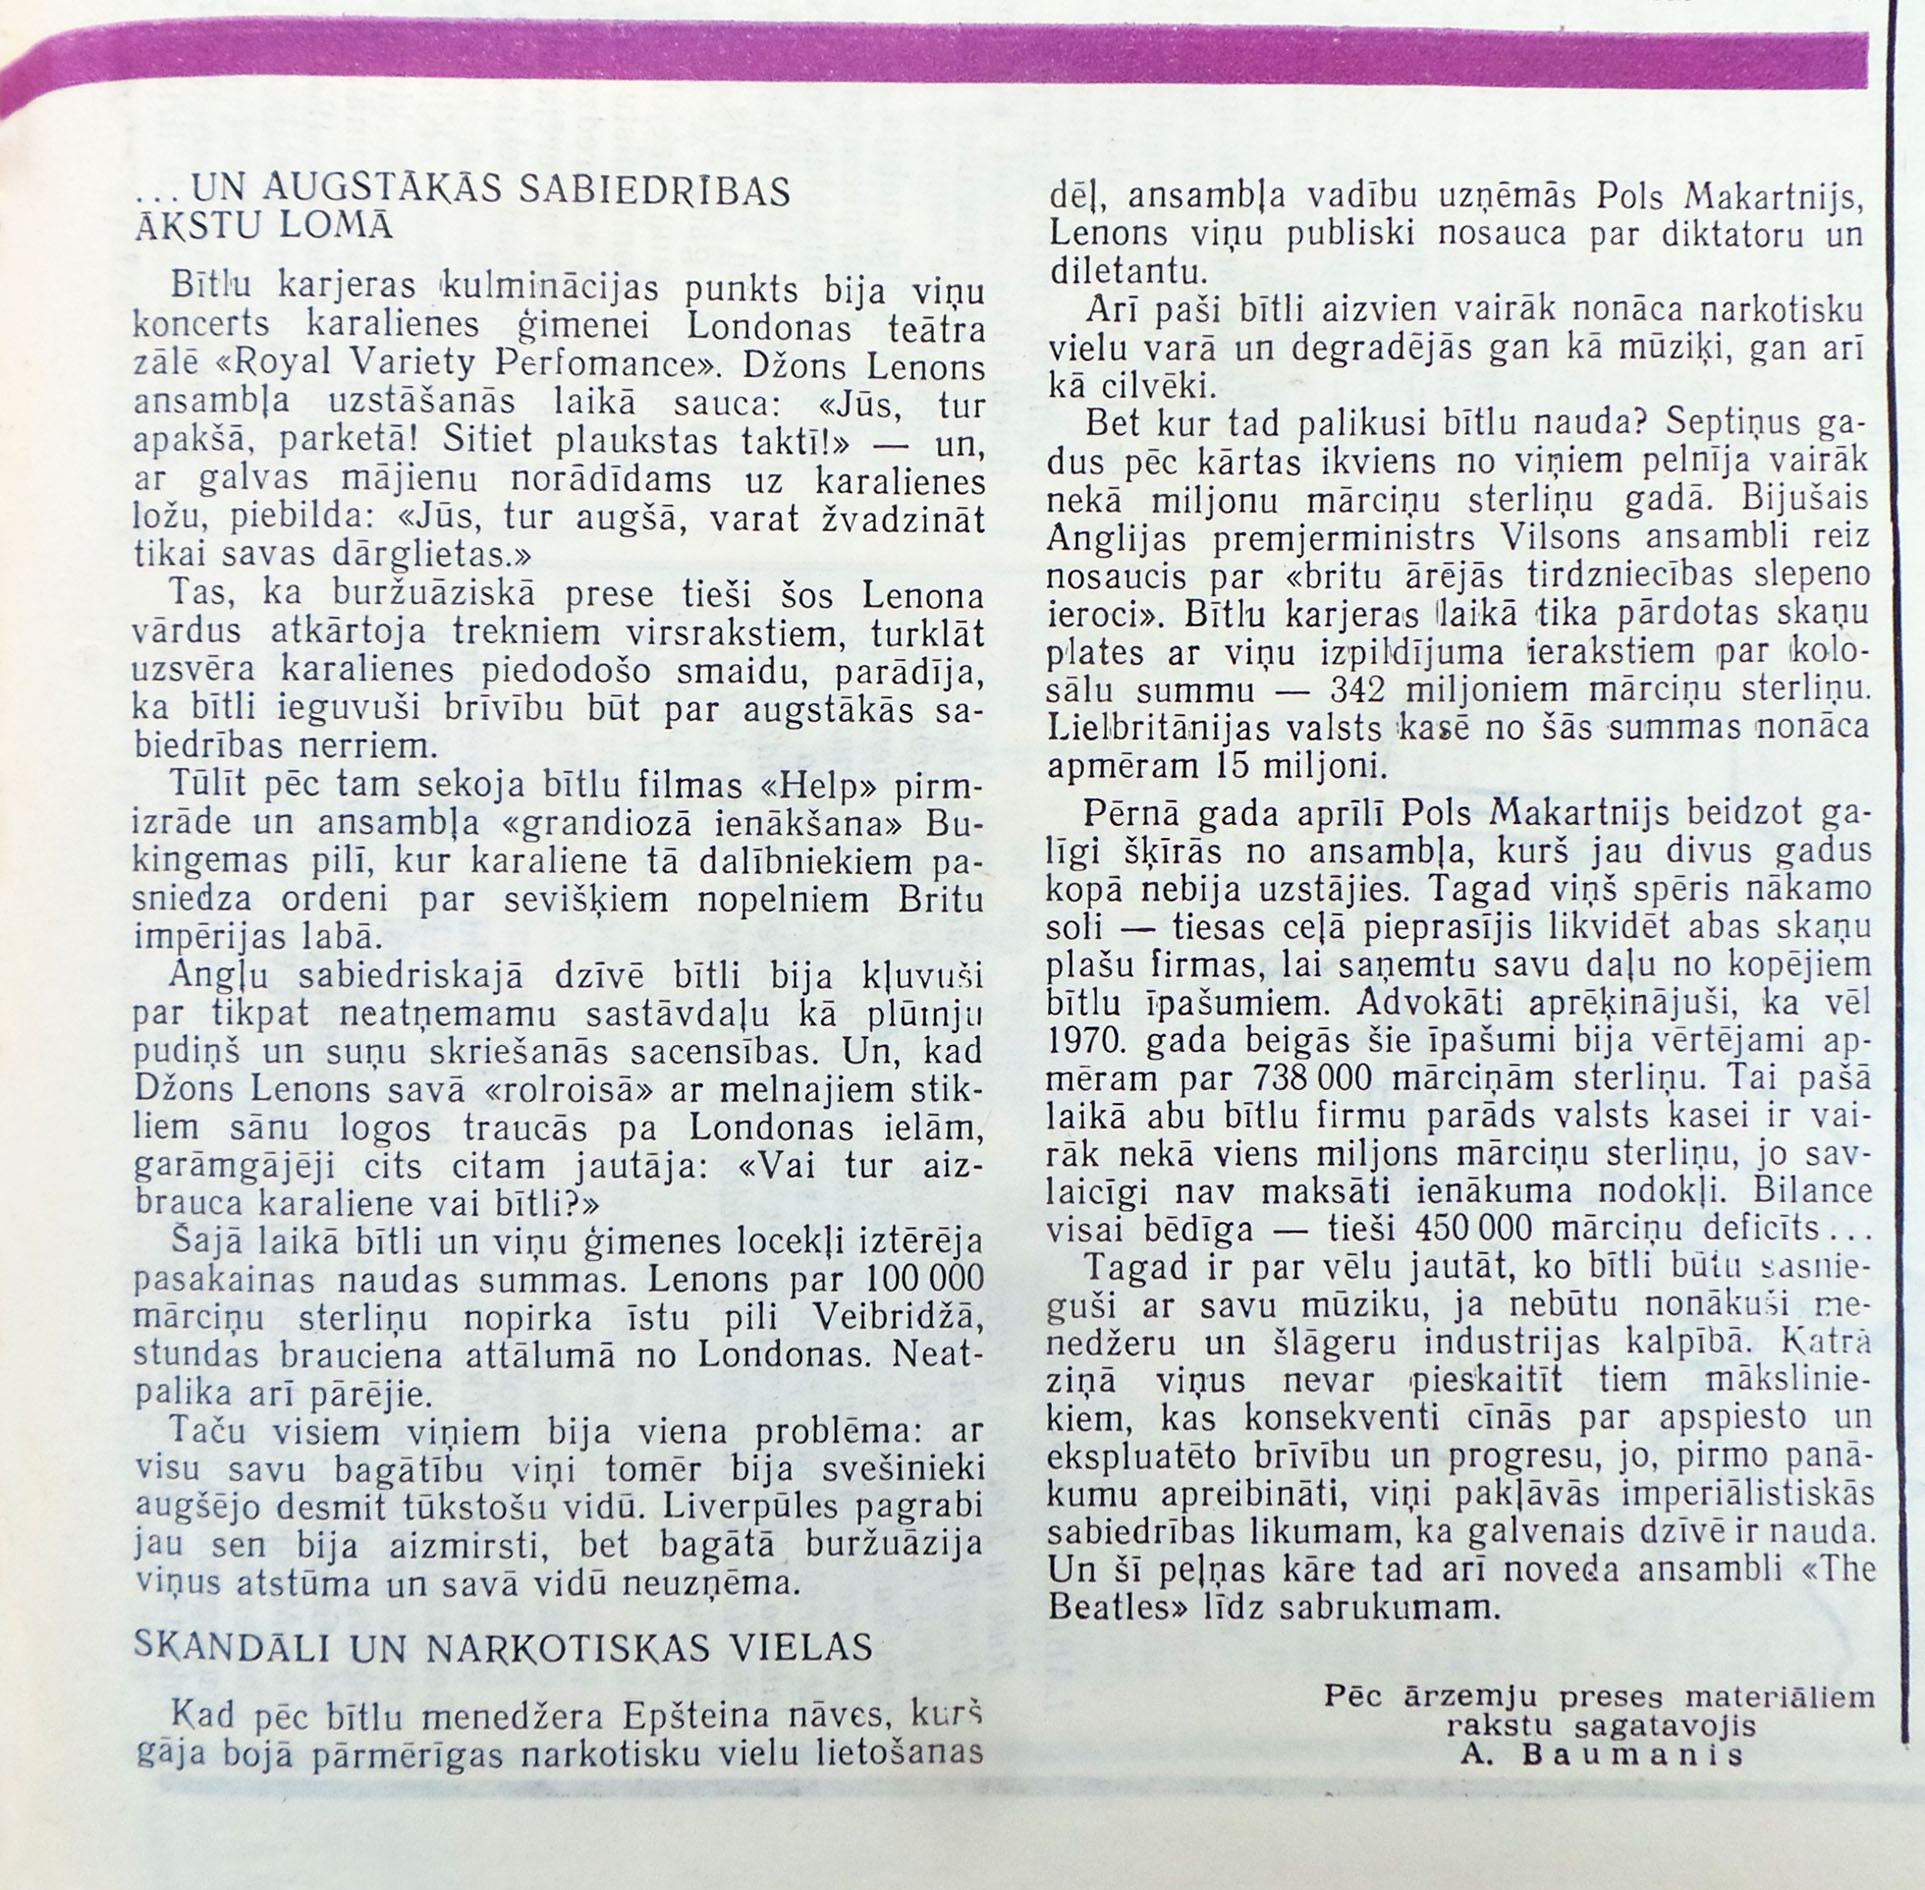 ... UN AUGSTĀKĀS SABIEDRĪBAS
ĀKSTU LOMĀ
Bītlu karjeras kulminācijas punkts bija viņu
koncerts karalienes ģimenei Londonas teātra
zālē «Royal Variety Perfomance». Džons Lenons
ansambļa uzstāšanās laikā sauca: «Jūs, tur
apakšā, parketā! Sitiet plaukstas taktī!» — un,
ar galvas mājienu norādīdams uz karalienes
ložu, piebilda: «Jūs, tur augšā, varat žvadzināt
tikai savas dārglietas.»
Tas, ka buržuāziskā prese tieši šos Lenona
vārdus atkārtoja trekniem virsrakstiem, turklāt
uzsvēra karalienes piedodošo smaidu, parādīja,
ka bītli ieguvuši brīvību būt par augstākās sa-
biedrības nerriem.
Tūlīt pēc tam sekoja bītlu filmas «Help» pirm-
izrāde un ansambļa «grandiozā ienākšana» Bu-
kingemas pilī, kur karaliene tā dalībniekiem pa-
sniedza ordeni par sevišķiem nopelniem Britu
impērijas labā.
Angļu sabiedriskajā dzīvē bītli bija kļuvuši
par tikpat neatņemamu sastāvdaļu kā plūmju
pudiņš un suņu skriešanās sacensības. Un, kad
Džons Lenons savā «rolroisā» ar melnajiem stik-
liem sānu logos traucās pa Londonas ielām,
garāmgājēji cits citam jautāja: «Vai tur aiz-
brauca karaliene vai bītli?»
Šajā laikā bītli un viņu ģimenes locekļi iztērēja
pasakainas naudas summas. Lenons par 100 000
mārciņu sterliņu nopirka īstu pili Veibridžā,
stundas brauciena attālumā no Londonas. Neat-
palika arī pārējie.
Taču visiem viņiem bija viena problēma: ar
visu savu bagātību viņi tomēr bija svešinieki
augšējo desmit tūkstošu vidū. Liverpūles pagrabi
jau sen bija aizmirsti, bet bagātā buržuāzija
viņus atstūma un savā vidū neuzņēma.
SKANDĀLI UN NARKOTISKAS VIELAS
Kad pēc bītlu menedžera Epšteina nāves, kurš
gāja bojā pārmērīgas narkotisku vielu lietošanas
dēļ, ansambļa vadību uzņēmās Pols Makartnijs,
Lenons viņu publiski nosauca par diktatoru un
diletantu.
Arī paši bītli aizvien vairāk nonāca narkotisku
vielu varā un degradējās gan kā mūziķi, gan arī
kā cilvēki.
Bet kur tad palikusi bītlu nauda? Septiņus ga-
dus pēc kārtas ikviens no viņiem pelnīja vairāk
nekā miljonu mārciņu sterliņu gadā. Bijušais
Anglijas premjerministrs Vilsons ansambli reiz
nosaucis par «britu ārējās tirdzniecības slepeno
ieroci». Bītlu karjeras laikā tika pārdotas skaņu
plates ar viņu izpildījuma ierakstiem par kolo-
sālu summu — 342 miljoniem mārciņu sterliņu.
Lielbritānijas valsts kasē no šās summas nonāca
apmēram 15 miljoni.
Pērnā gada aprīlī Pols Makartnijs beidzot ga-
līgi šķīrās no ansambļa, kurš jau divus gadus
kopā nebija uzstājies. Tagad viņš spēris nākamo
soli — tiesas ceļā pieprasījis likvidēt abas skaņu
plašu firmas, lai saņemtu savu daļu no kopējiem
bītlu īpašumiem. Advokāti aprēķinājuši, ka vēl
1970. gada beigās šie īpašumi bija vērtējami ap-
mēram par 738 000 mārciņām sterliņu. Tai pašā
laikā abu bītlu firmu parāds valsts kasei ir vai-
rāk nekā viens miljons mārciņu sterliņu, jo sav-
laicīgi nav maksāti ienākuma nodokļi. Bilance
visai bēdīga — tieši 450 000 mārciņu deficīts...
Tagad ir par vēlu jautāt, ko bītli būtu sasnie-
guši ar savu mūziku, ja nebūtu nonākuši me-
nedžeru un šlāgeru industrijas kalpībā. Katrā
ziņā viņus nevar pieskaitīt tiem māksliniе-
kiem, kas konsekventi cīnās par apspiesto un
ekspluatēto brīvību un progresu, jo, pirmo panā-
kumu apreibināti, viņi pakļāvās imperiālistiskās
sabiedrības likumam, ka galvenais dzīvē ir nauda.
Un šī peļņas kāre tad arī noveda ansambli «The
Beatles» līdz sabrukumam.
Pēc ārzemju preses materiāliem
rakstu sagatavojis
A. Baumanis